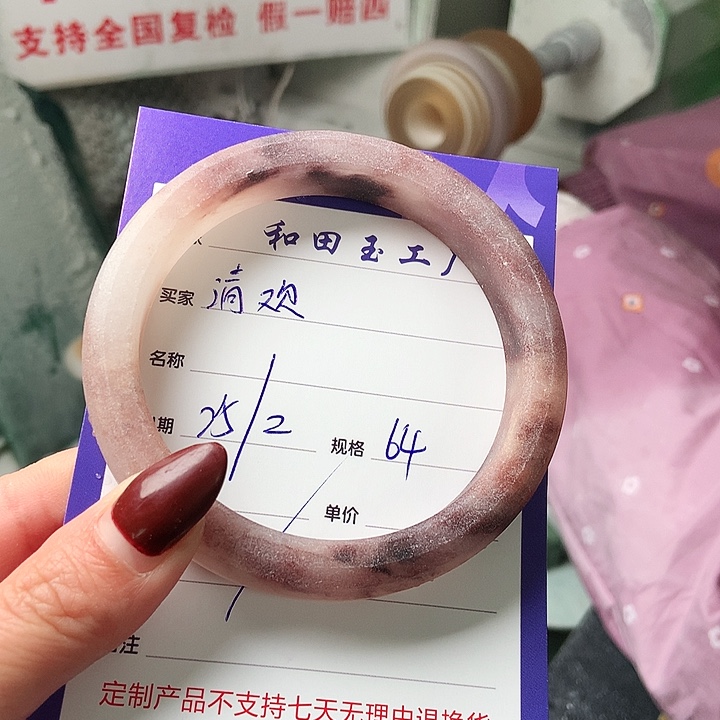 支持全国复检 假一赔四
和田玉工厂
买家 清欢
名称
期 25/2 规格 64
单价
注
定制产品不支持七天无理由退换货